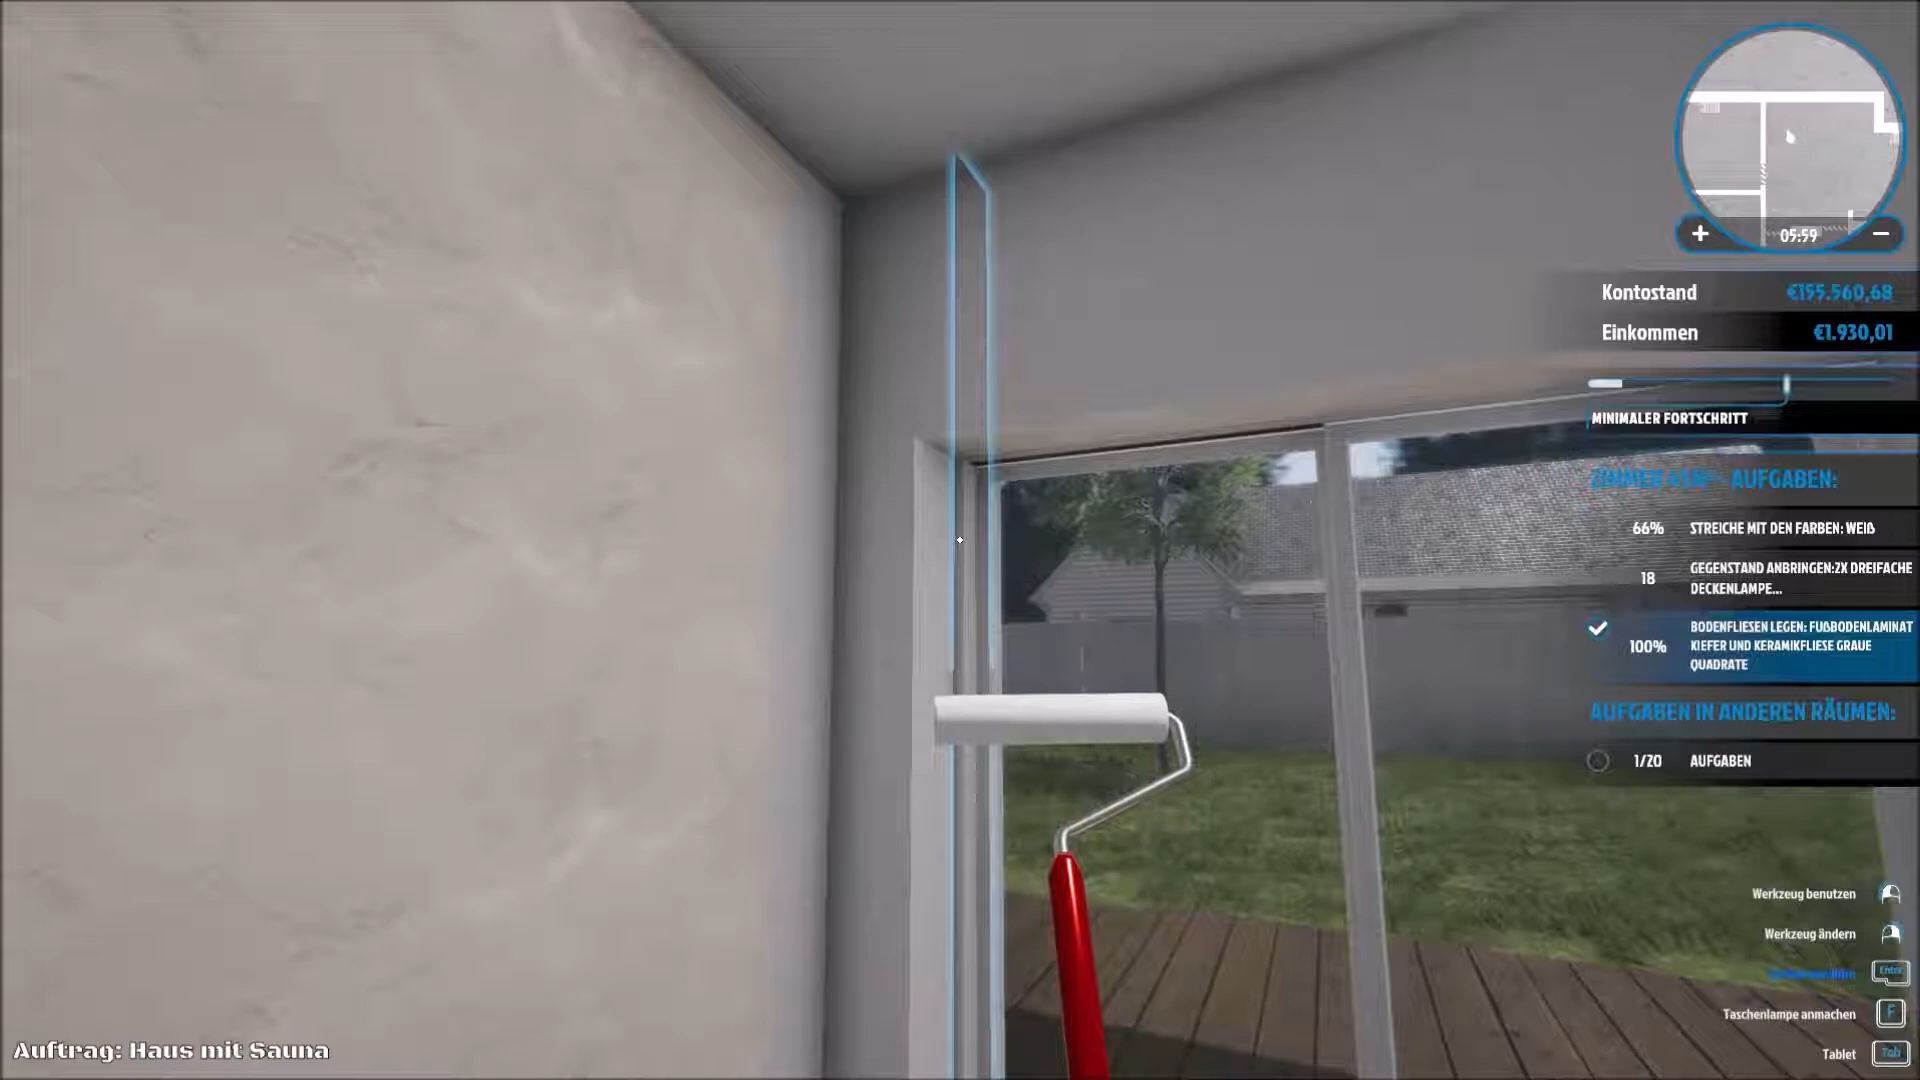 + 05:59 −
Kontostand €155.560,68
Einkommen €1.930,01
MINIMALER FORTSCHRITT
AUFGABEN:
66% STREICHE MIT DEN FARBEN: WEIß
18 GEGENSTAND ANBRINGEN:2X DREIFACHE
DECKENLAMPE...
BODENFLIESEN LEGEN: FUßBODENLAMINAT
100% KIEFER UND KERAMIKFLIESE GRAUE
QUADRATE
AUFGABEN IN ANDEREN RÄUMEN:
1/20 AUFGABEN
Werkzeug benutzen
Werkzeug ändern
Enter
Taschenlampe anmachen F
Tablet Tab
Auftrag: Haus mit Sauna